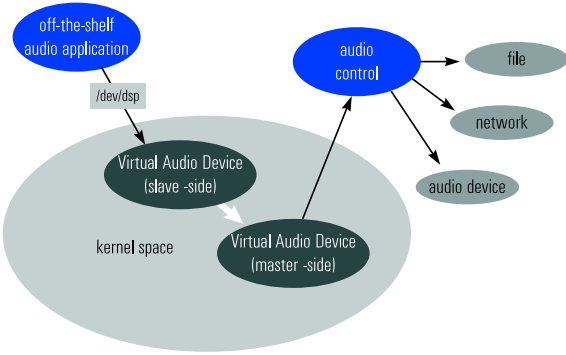 off-the-shelf
audio application
/dev/dsp
audio
control
file
network
audio device
Virtual Audio Device
(slave -side)
kernel space
Virtual Audio Device
(master -side)